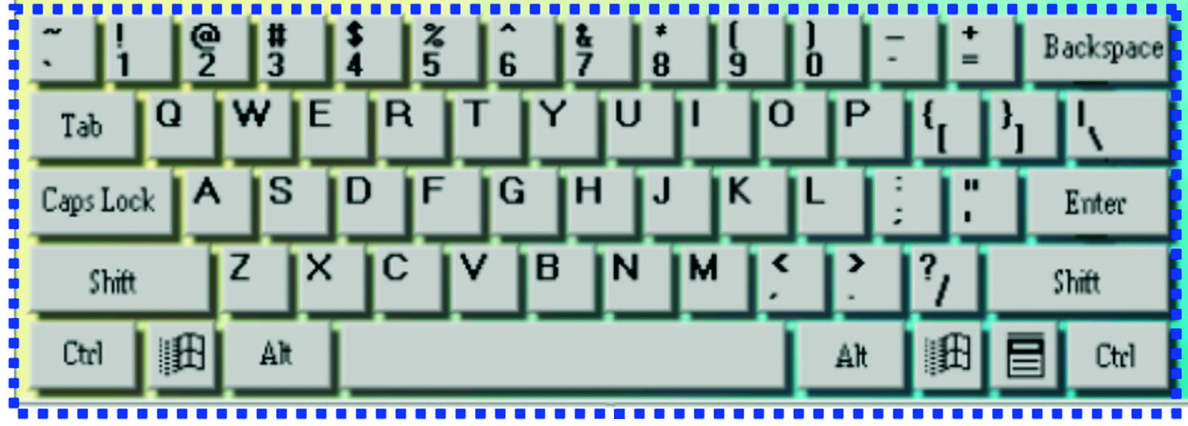 ~ ! @ # $ % ^ & * ( ) _ + Backspace
` 1 2 3 4 5 6 7 8 9 0 - =
Tab Q W E R T Y U I O P { [ } ] | \
Caps Lock A S D F G H J K L : ; " ' Enter
Shift Z X C V B N M < , > . ? / Shift
Ctrl Alt Alt Ctrl